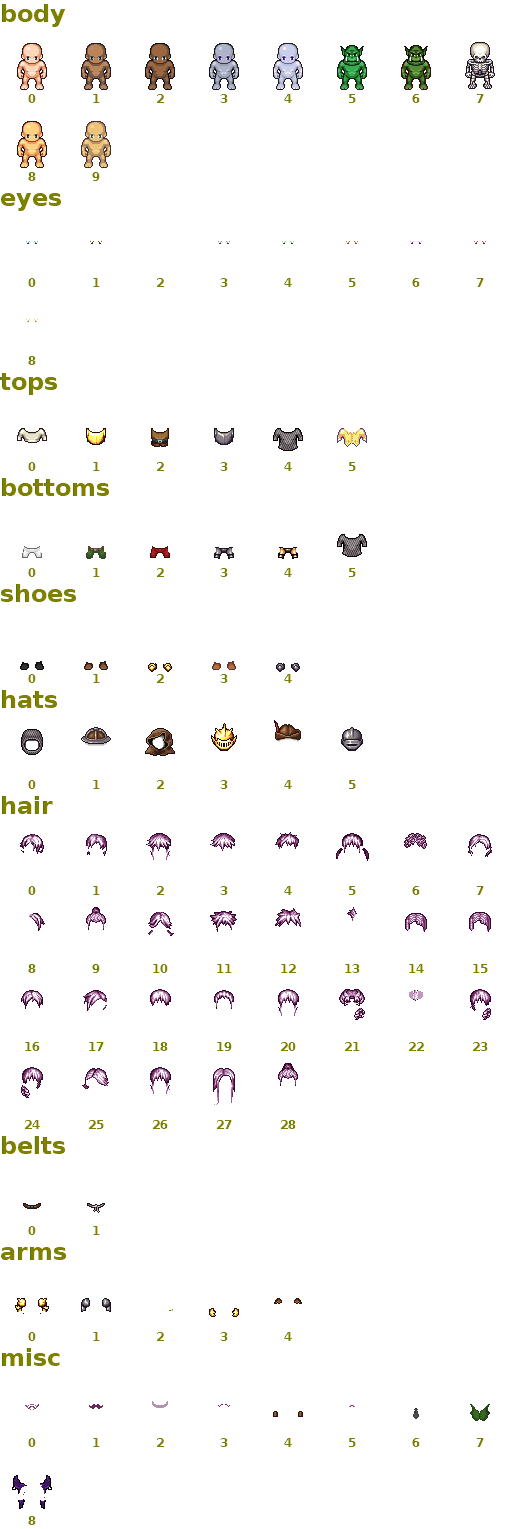 body
0 1 2 3 4 5 6 7
8 9
eyes
0 1 2 3 4 5 6 7
8
tops
0 1 2 3 4 5
bottoms
0 1 2 3 4 5
shoes
0 1 2 3 4
hats
0 1 2 3 4 5
hair
0 1 2 3 4 5 6 7
8 9 10 11 12 13 14 15
16 17 18 19 20 21 22 23
24 25 26 27 28
belts
0 1
arms
0 1 2 3 4
misc
0 1 2 3 4 5 6 7
8